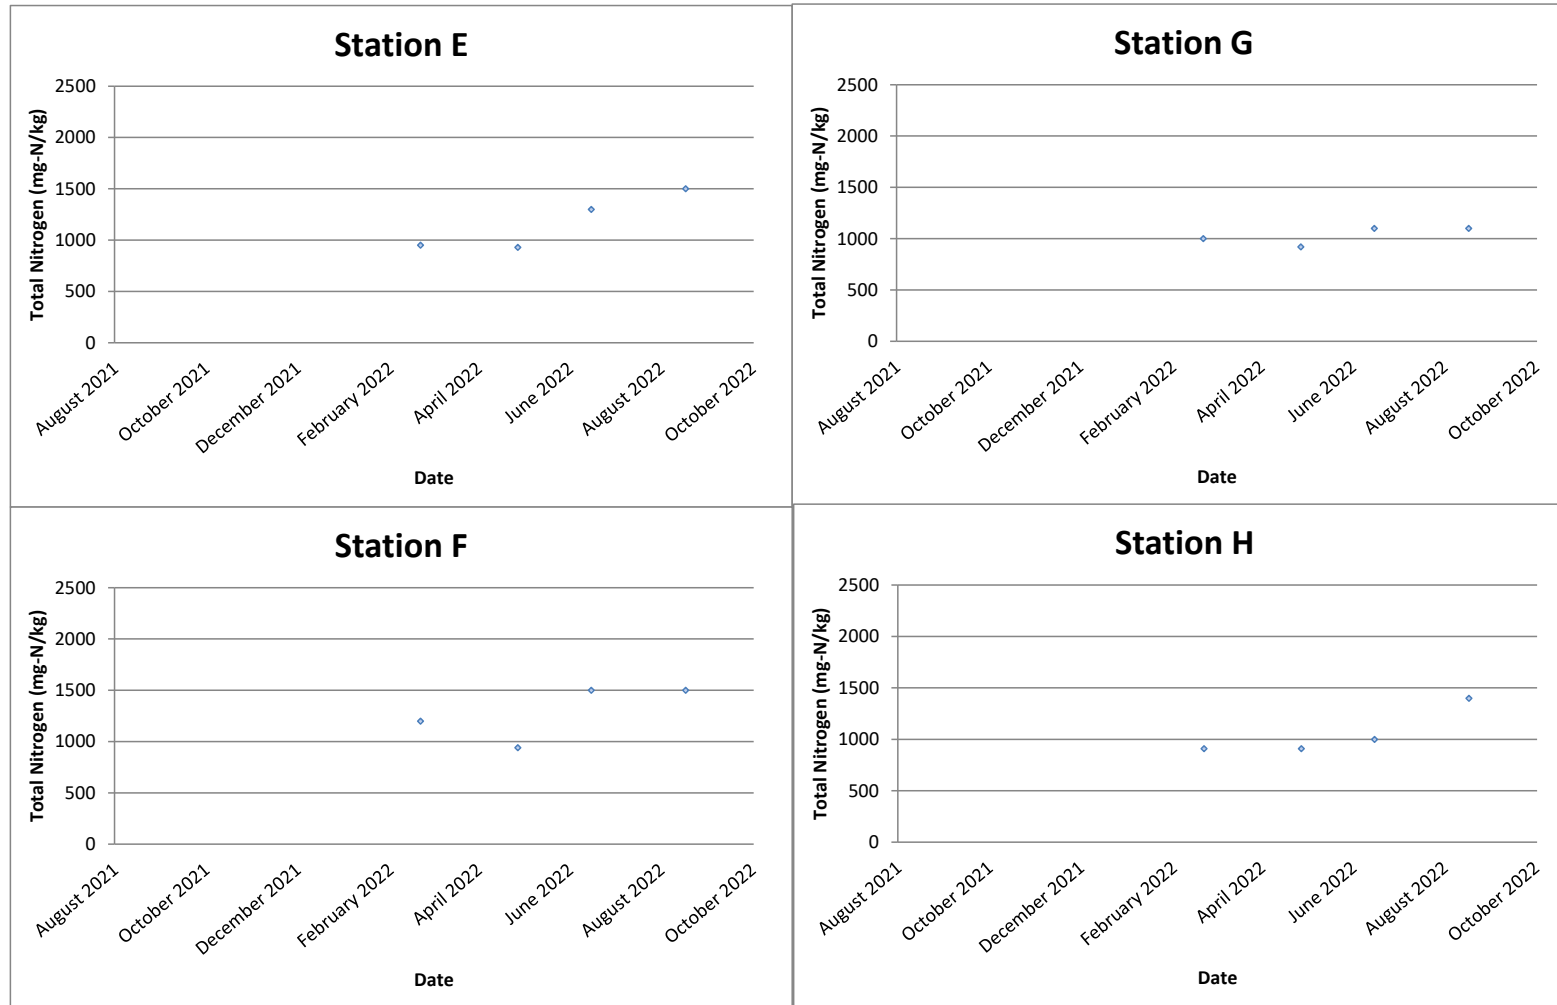 Station E
Total Nitrogen (mg-N/kg)
2500
2000
1500
1000
500
0
August 2021
October 2021
December 2021
February 2022
April 2022
June 2022
August 2022
October 2022
Date
Station G
Total Nitrogen (mg-N/kg)
2500
2000
1500
1000
500
0
August 2021
October 2021
December 2021
February 2022
April 2022
June 2022
August 2022
October 2022
Date
Station F
Total Nitrogen (mg-N/kg)
2500
2000
1500
1000
500
0
August 2021
October 2021
December 2021
February 2022
April 2022
June 2022
August 2022
October 2022
Date
Station H
Total Nitrogen (mg-N/kg)
2500
2000
1500
1000
500
0
August 2021
October 2021
December 2021
February 2022
April 2022
June 2022
August 2022
October 2022
Date